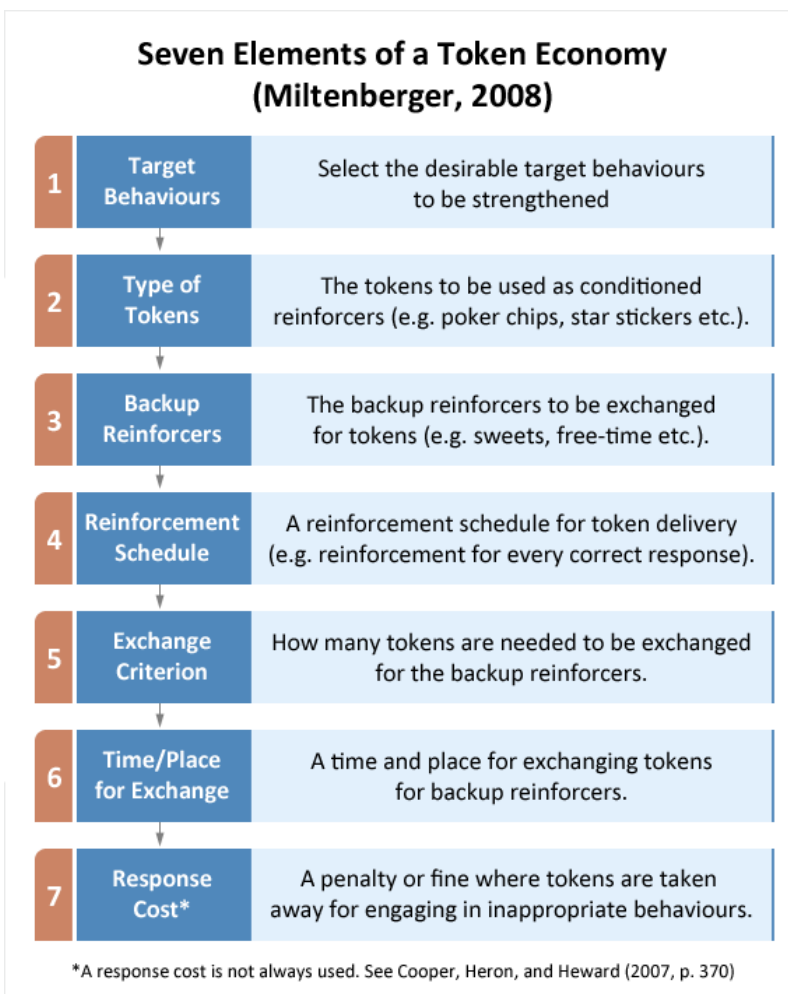 Seven Elements of a Token Economy
(Miltenberger, 2008)
1
Target
Behaviours
Select the desirable target behaviours
to be strengthened
2
Type of
Tokens
The tokens to be used as conditioned
reinforcers (e.g. poker chips, star stickers etc.).
3
Backup
Reinforcers
The backup reinforcers to be exchanged
for tokens (e.g. sweets, free-time etc.).
4
Reinforcement
Schedule
A reinforcement schedule for token delivery
(e.g. reinforcement for every correct response).
5
Exchange
Criterion
How many tokens are needed to be exchanged
for the backup reinforcers.
6
Time/Place
for Exchange
A time and place for exchanging tokens
for backup reinforcers.
7
Response
Cost*
A penalty or fine where tokens are taken
away for engaging in inappropriate behaviours.
*A response cost is not always used. See Cooper, Heron, and Heward (2007, p. 370)